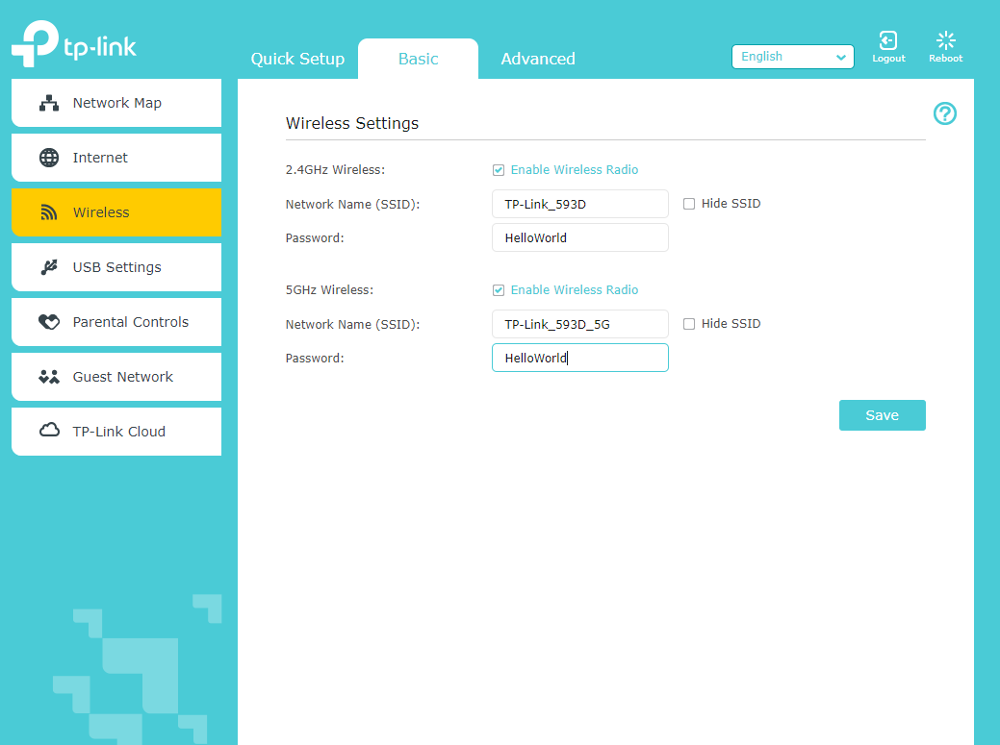 tp-link
Quick Setup Basic Advanced English Logout Reboot
Network Map
Internet
Wireless
USB Settings
Parental Controls
Guest Network
TP-Link Cloud
Wireless Settings ?
2.4GHz Wireless: Enable Wireless Radio
Network Name (SSID): TP-Link_593D Hide SSID
Password: HelloWorld
5GHz Wireless: Enable Wireless Radio
Network Name (SSID): TP-Link_593D_5G Hide SSID
Password: HelloWorld
Save